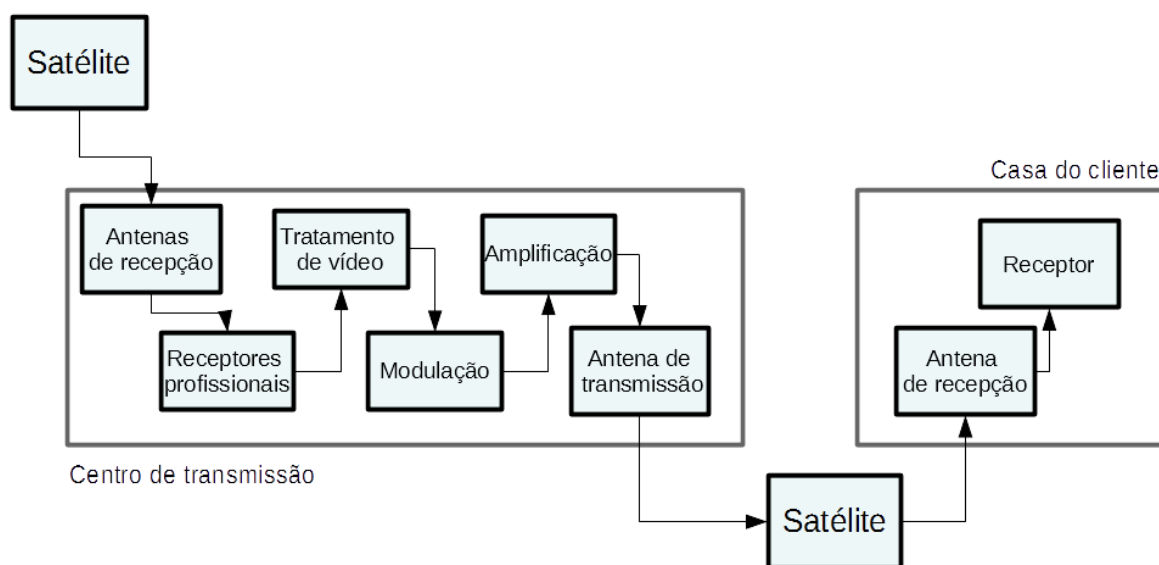 Satélite
Casa do cliente
Antenas
de recepção
Tratamento
de vídeo
Amplificação
Receptor
Receptores
profissionais
Modulação
Antena de
transmissão
Antena
de recepção
Centro de transmissão
Satélite